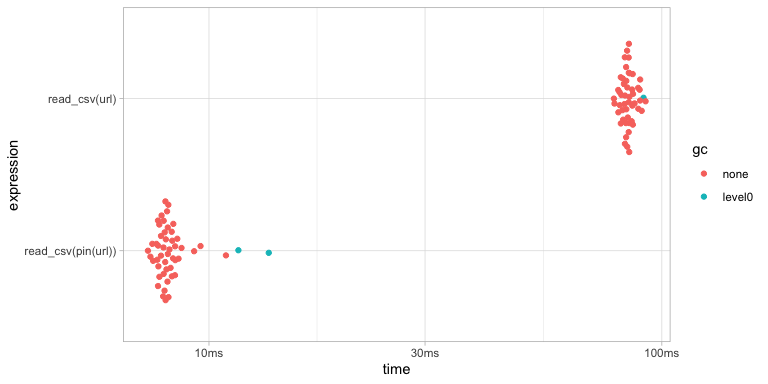 expression
read_csv(url)
read_csv(pin(url))
10ms
30ms
100ms
time
gc
none
level0